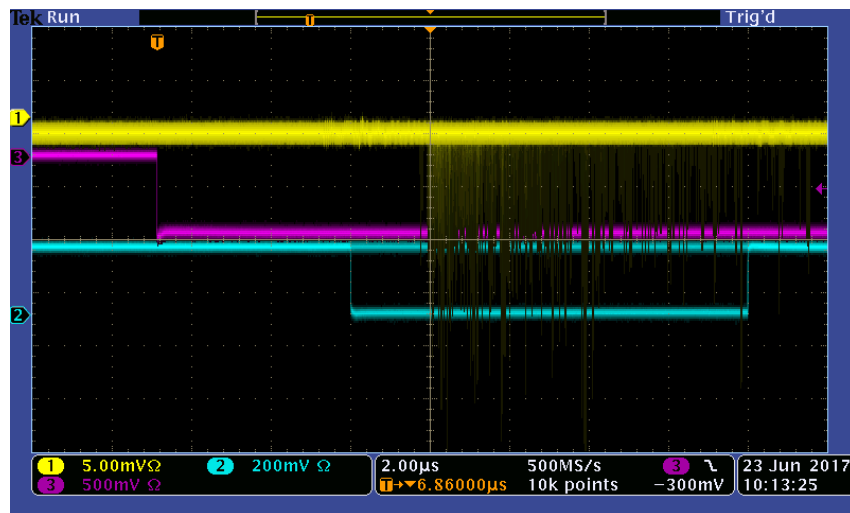 Tek Run Trig'd
T
T
1
3
2
1 5.00mVΩ 2 200mV Ω 2.00µs 500MS/s 3 23 Jun 2017
3 500mV Ω T→▼6.86000µs 10k points −300mV 10:13:25